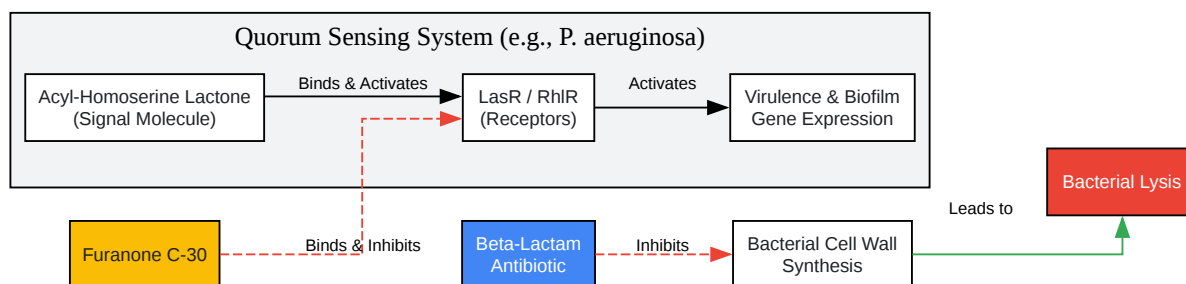 Quorum Sensing System (e.g., P. aeruginosa)
Acyl-Homoserine Lactone
(Signal Molecule)
Binds & Activates
LasR / RhlR
(Receptors)
Activates
Virulence & Biofilm
Gene Expression
Bacterial Lysis
Leads to
Furanone C-30
Binds & Inhibits
Beta-Lactam
Antibiotic
Inhibits
Bacterial Cell Wall
Synthesis